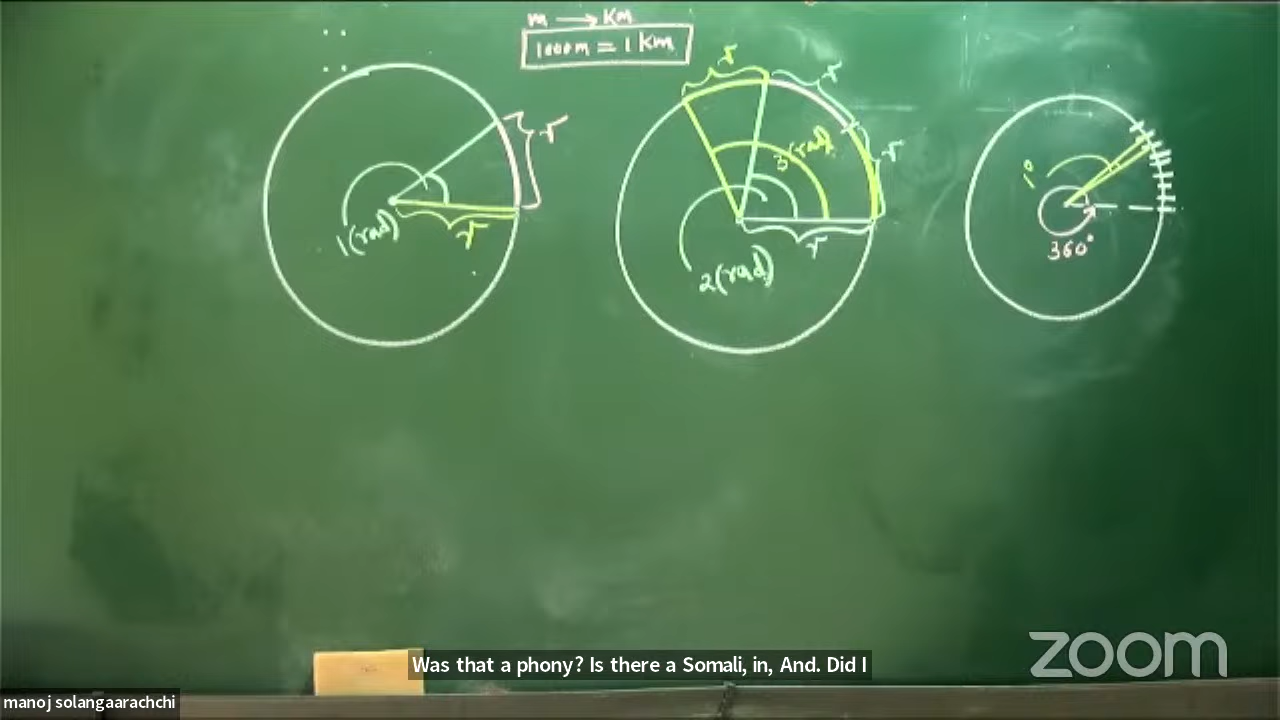 m → Km
1000m = 1 Km
r
r
r
r
3(rad)
r
1°
1(rad)
r
r
2(rad)
360°
Was that a phony? Is there a Somali, in, And. Did I
zoom
manoj solangaarachchi